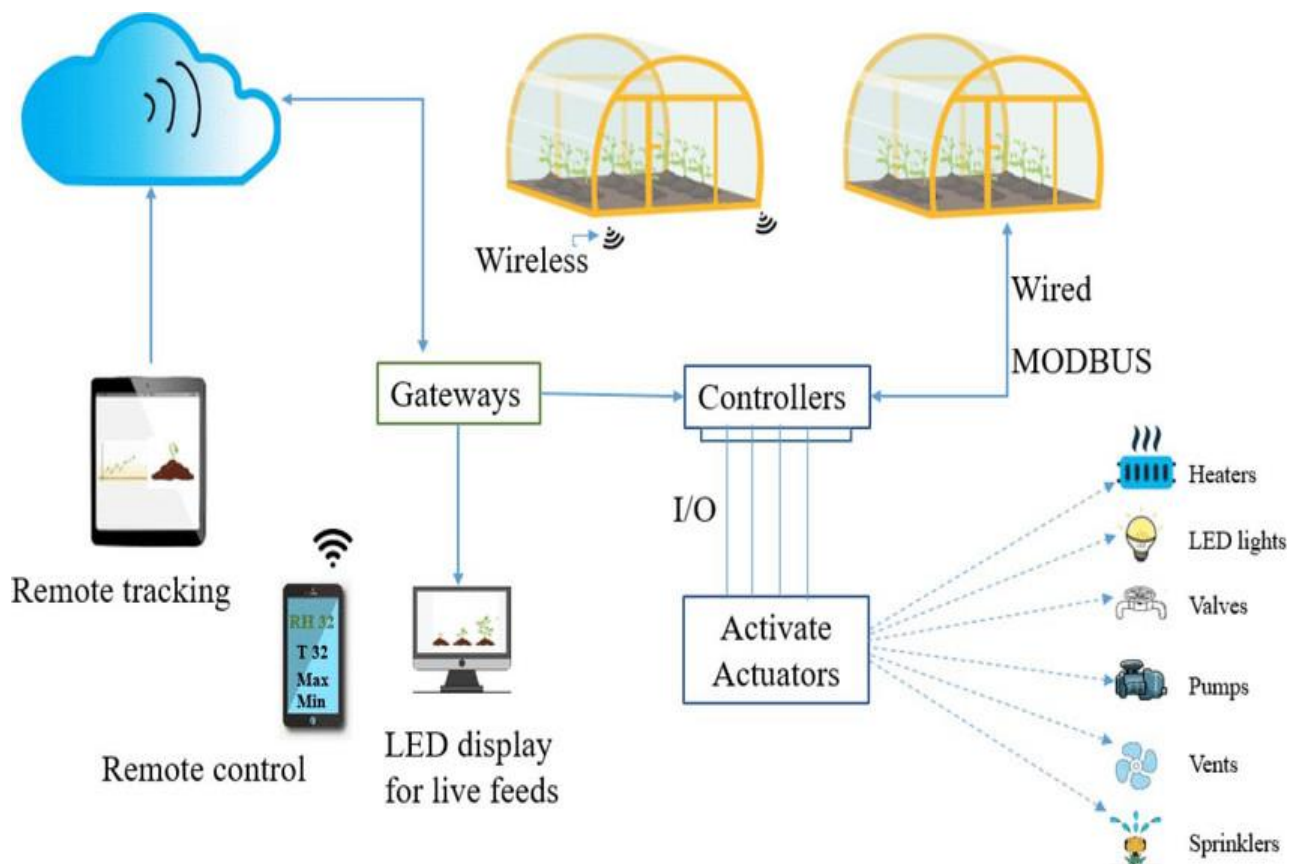 Wireless
Wired
MODBUS
Gateways
Controllers
I/O
Heaters
LED lights
Valves
Pumps
Vents
Sprinklers
Activate
Actuators
Remote tracking
RH 32
T 32
Max
Min
Remote control
LED display
for live feeds